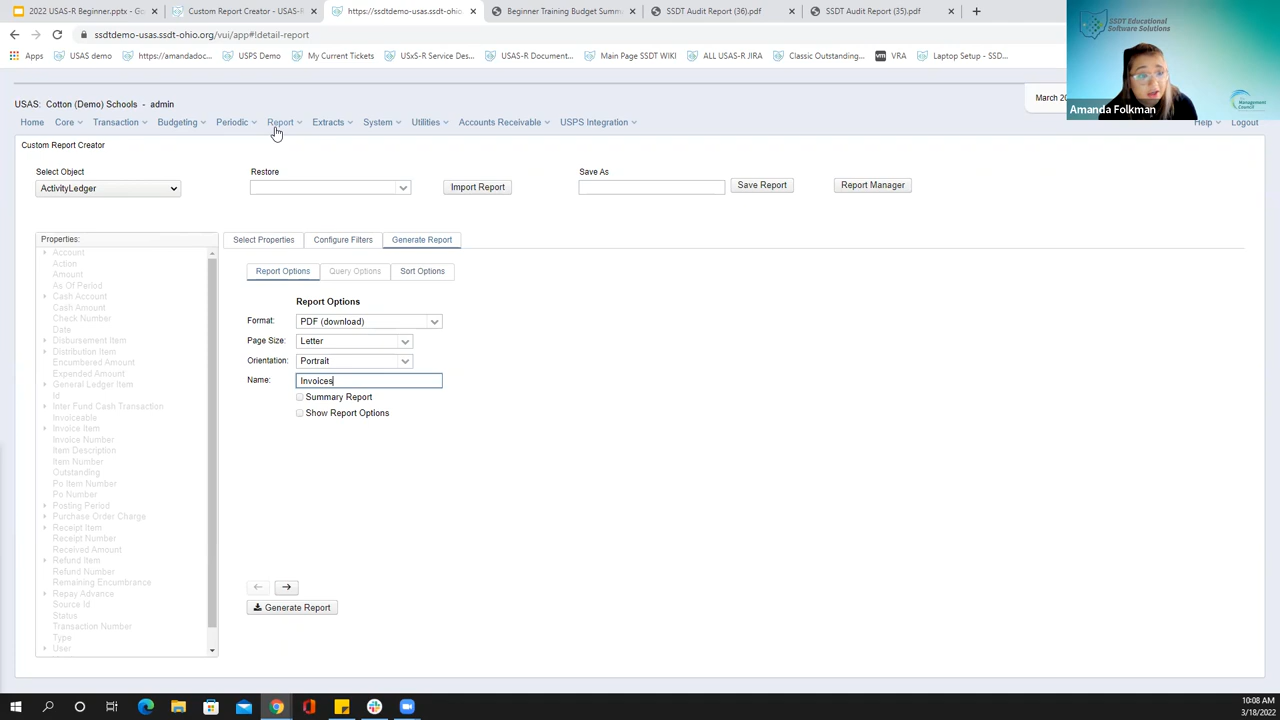 2022 USAS-R Beginner.pptx - Go
Custom Report Creator - USAS-R
https://ssdtdemo-usas.ssdt-ohio
Beginner Training Budget Summ
SSDT Audit Report (36).pdf
SSDT Audit Report (35).pdf
ssdtdemo-usas.ssdt-ohio.org/vui/app#!detail-report
Apps
USAS demo
https://amandadoc...
USPS Demo
My Current Tickets
USxS-R Service Des...
USAS-R Document...
Main Page SSDT WIKI
ALL USAS-R JIRA
Classic Outstanding...
vm VRA
Laptop Setup - SSD...
SSDT Educational
Software Solutions
Management
Council
Amanda Folkman
USAS: Cotton (Demo) Schools - admin
March 20
Home Core Transaction Budgeting Periodic Report Extracts System Utilities Accounts Receivable USPS Integration Help Logout
Custom Report Creator
Select Object
Restore
Save As
ActivityLedger
Import Report
Save Report
Report Manager
Properties:
Select Properties
Configure Filters
Generate Report
Account
Action
Amount
As Of Period
Cash Account
Cash Amount
Check Number
Date
Disbursement Item
Distribution Item
Encumbered Amount
Expended Amount
General Ledger Item
Id
Inter Fund Cash Transaction
Invoiceable
Invoice Item
Invoice Number
Item Description
Item Number
Outstanding
Po Item Number
Po Number
Posting Period
Purchase Order Charge
Receipt Item
Receipt Number
Received Amount
Refund Item
Refund Number
Remaining Encumbrance
Repay Advance
Source Id
Status
Transaction Number
Type
User
Report Options
Query Options
Sort Options
Report Options
Format: PDF (download)
Page Size: Letter
Orientation: Portrait
Name: Invoices
Summary Report
Show Report Options
Generate Report
10:08 AM
3/18/2022